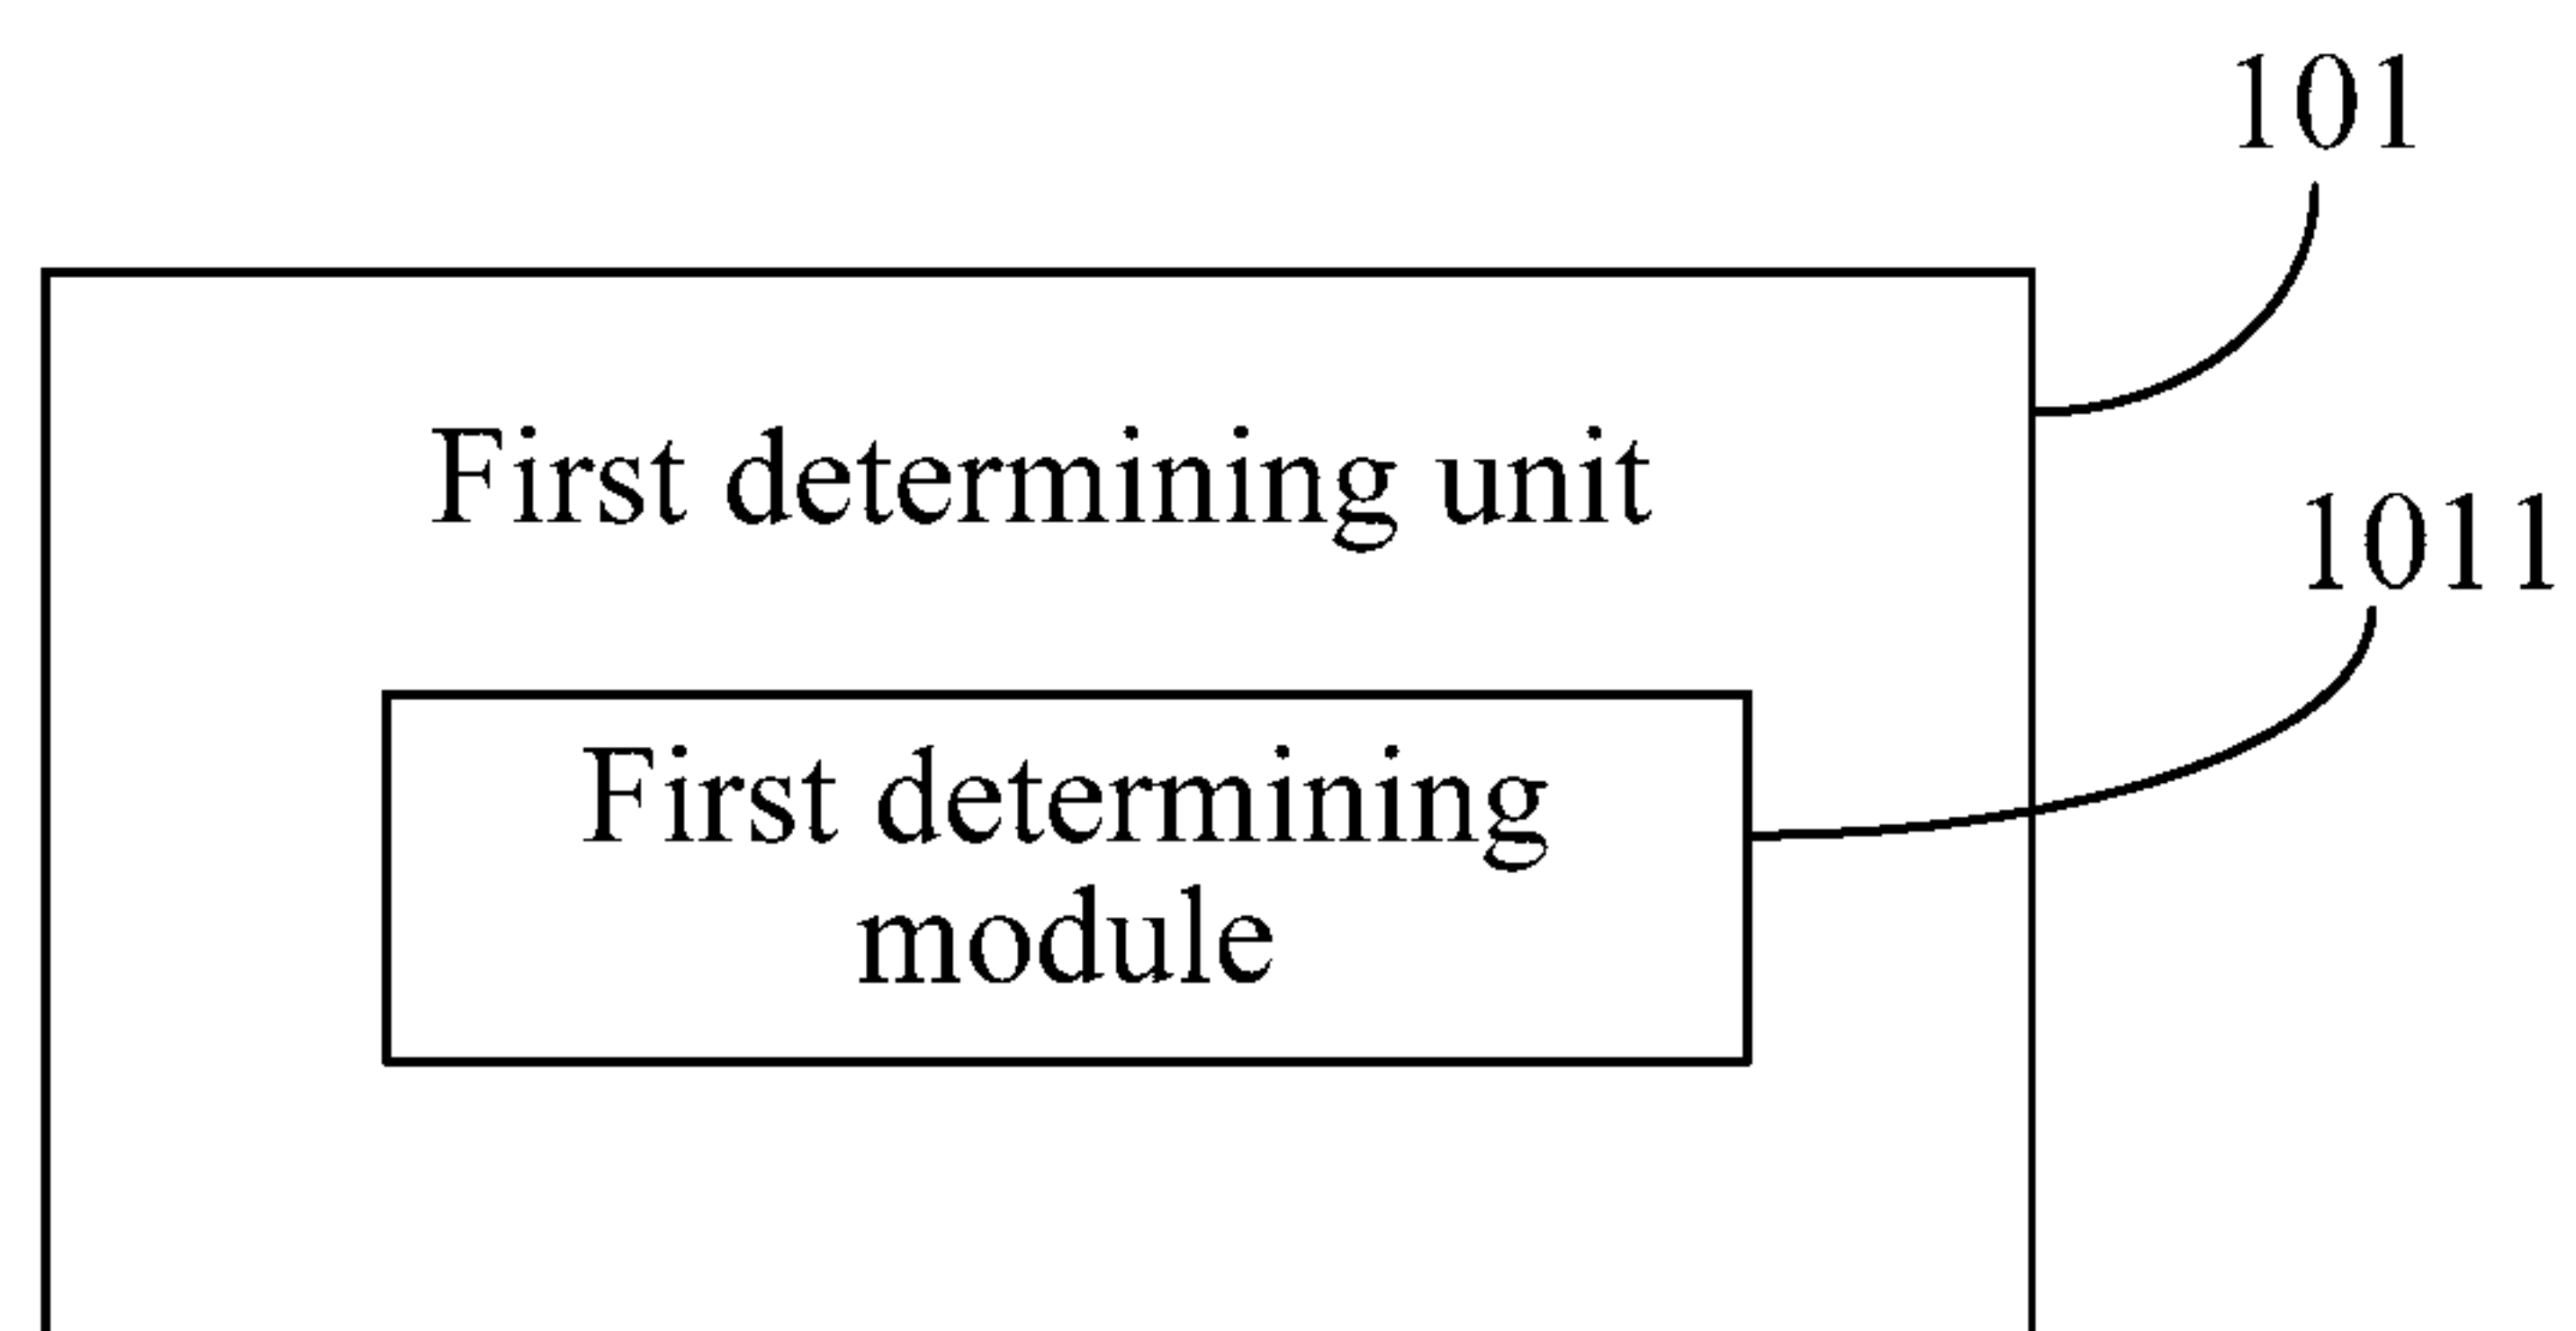 101
First determining unit
1011
First determining
module